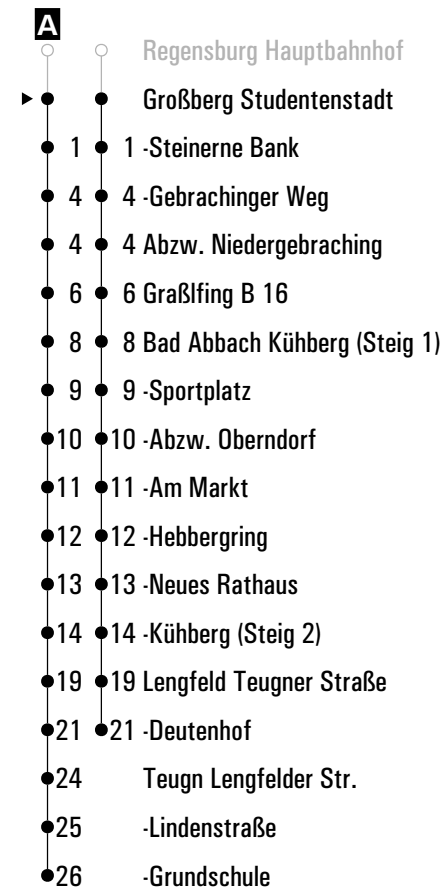 A
Regensburg Hauptbahnhof
Großberg Studentenstadt
1 1 -Steinerne Bank
4 4 -Gebrachinger Weg
4 4 Abzw. Niedergebraching
6 6 Graßlfing B 16
8 8 Bad Abbach Kühberg (Steig 1)
9 9 -Sportplatz
10 10 -Abzw. Oberndorf
11 11 -Am Markt
12 12 -Hebbergring
13 13 -Neues Rathaus
14 14 -Kühberg (Steig 2)
19 19 Lengfeld Teugner Straße
21 21 -Deutenhof
24 Teugn Lengfelder Str.
25 -Lindenstraße
26 -Grundschule